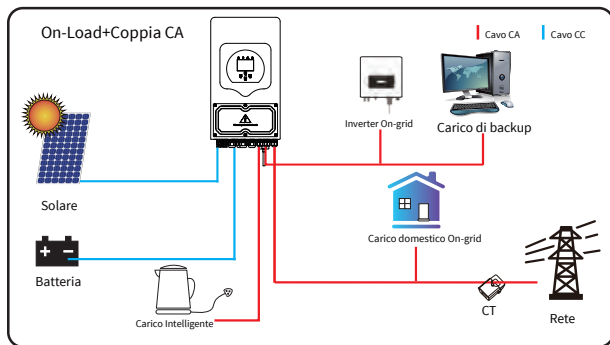 On-Load+Coppia CA
Cavo CA
Cavo CC
Inverter On-grid
Carico di backup
Solare
Carico domestico On-grid
Batteria
Carico Intelligente
CT
Rete